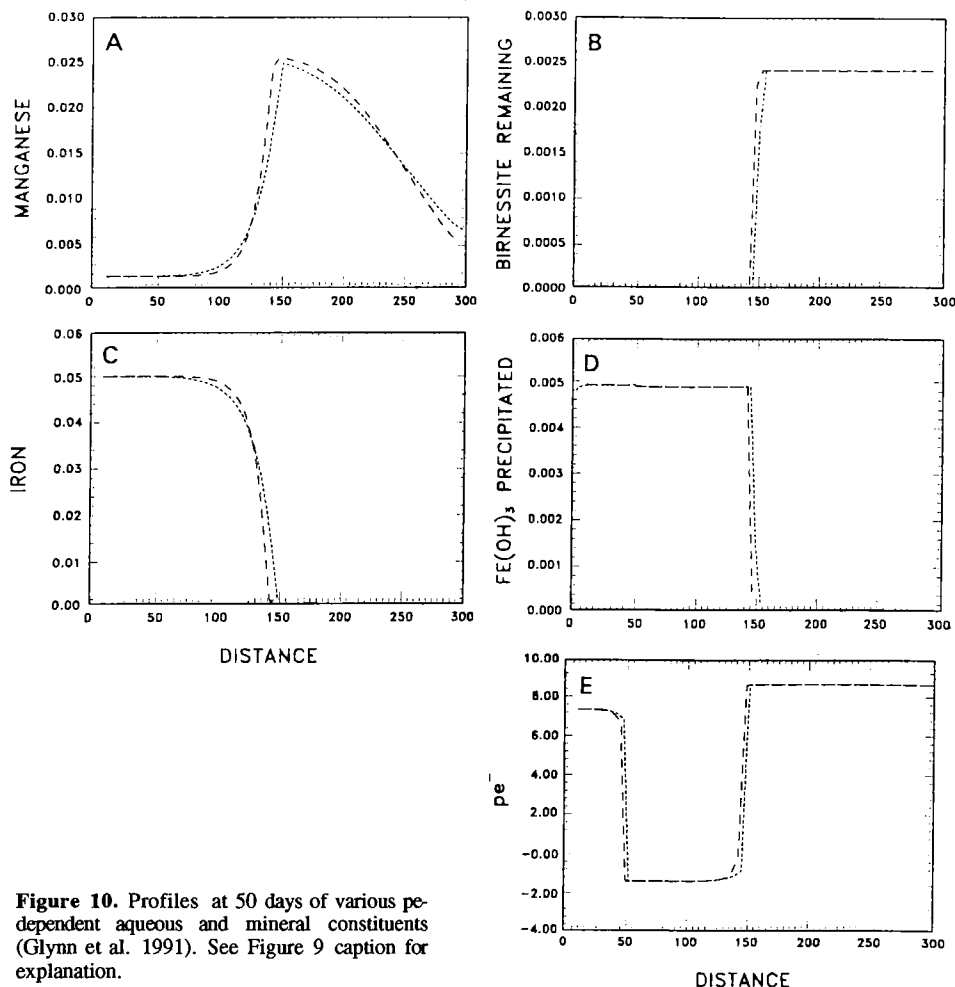 A
MANGANESE
0.030
0.025
0.020
0.015
0.010
0.005
0.000
0 50 100 150 200 250 300
B
BIRNESSITE REMAINING
0.0030
0.0025
0.0020
0.0015
0.0010
0.0005
0.0000
0 50 100 150 200 250 300
C
IRON
0.06
0.05
0.04
0.03
0.02
0.01
0.00
0 50 100 150 200 250 300
DISTANCE
D
FE(OH)₃ PRECIPITATED
0.006
0.005
0.004
0.003
0.002
0.001
0.000
0 50 100 150 200 250 300
E
pe⁻
10.00
8.00
6.00
4.00
2.00
-0.00
-2.00
-4.00
0 50 100 150 200 250 300
DISTANCE
Figure 10. Profiles at 50 days of various pe-
dependent aqueous and mineral constituents
(Glynn et al. 1991). See Figure 9 caption for
explanation.